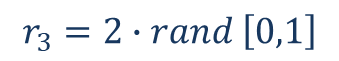 r₃ = 2 · rand [0,1]